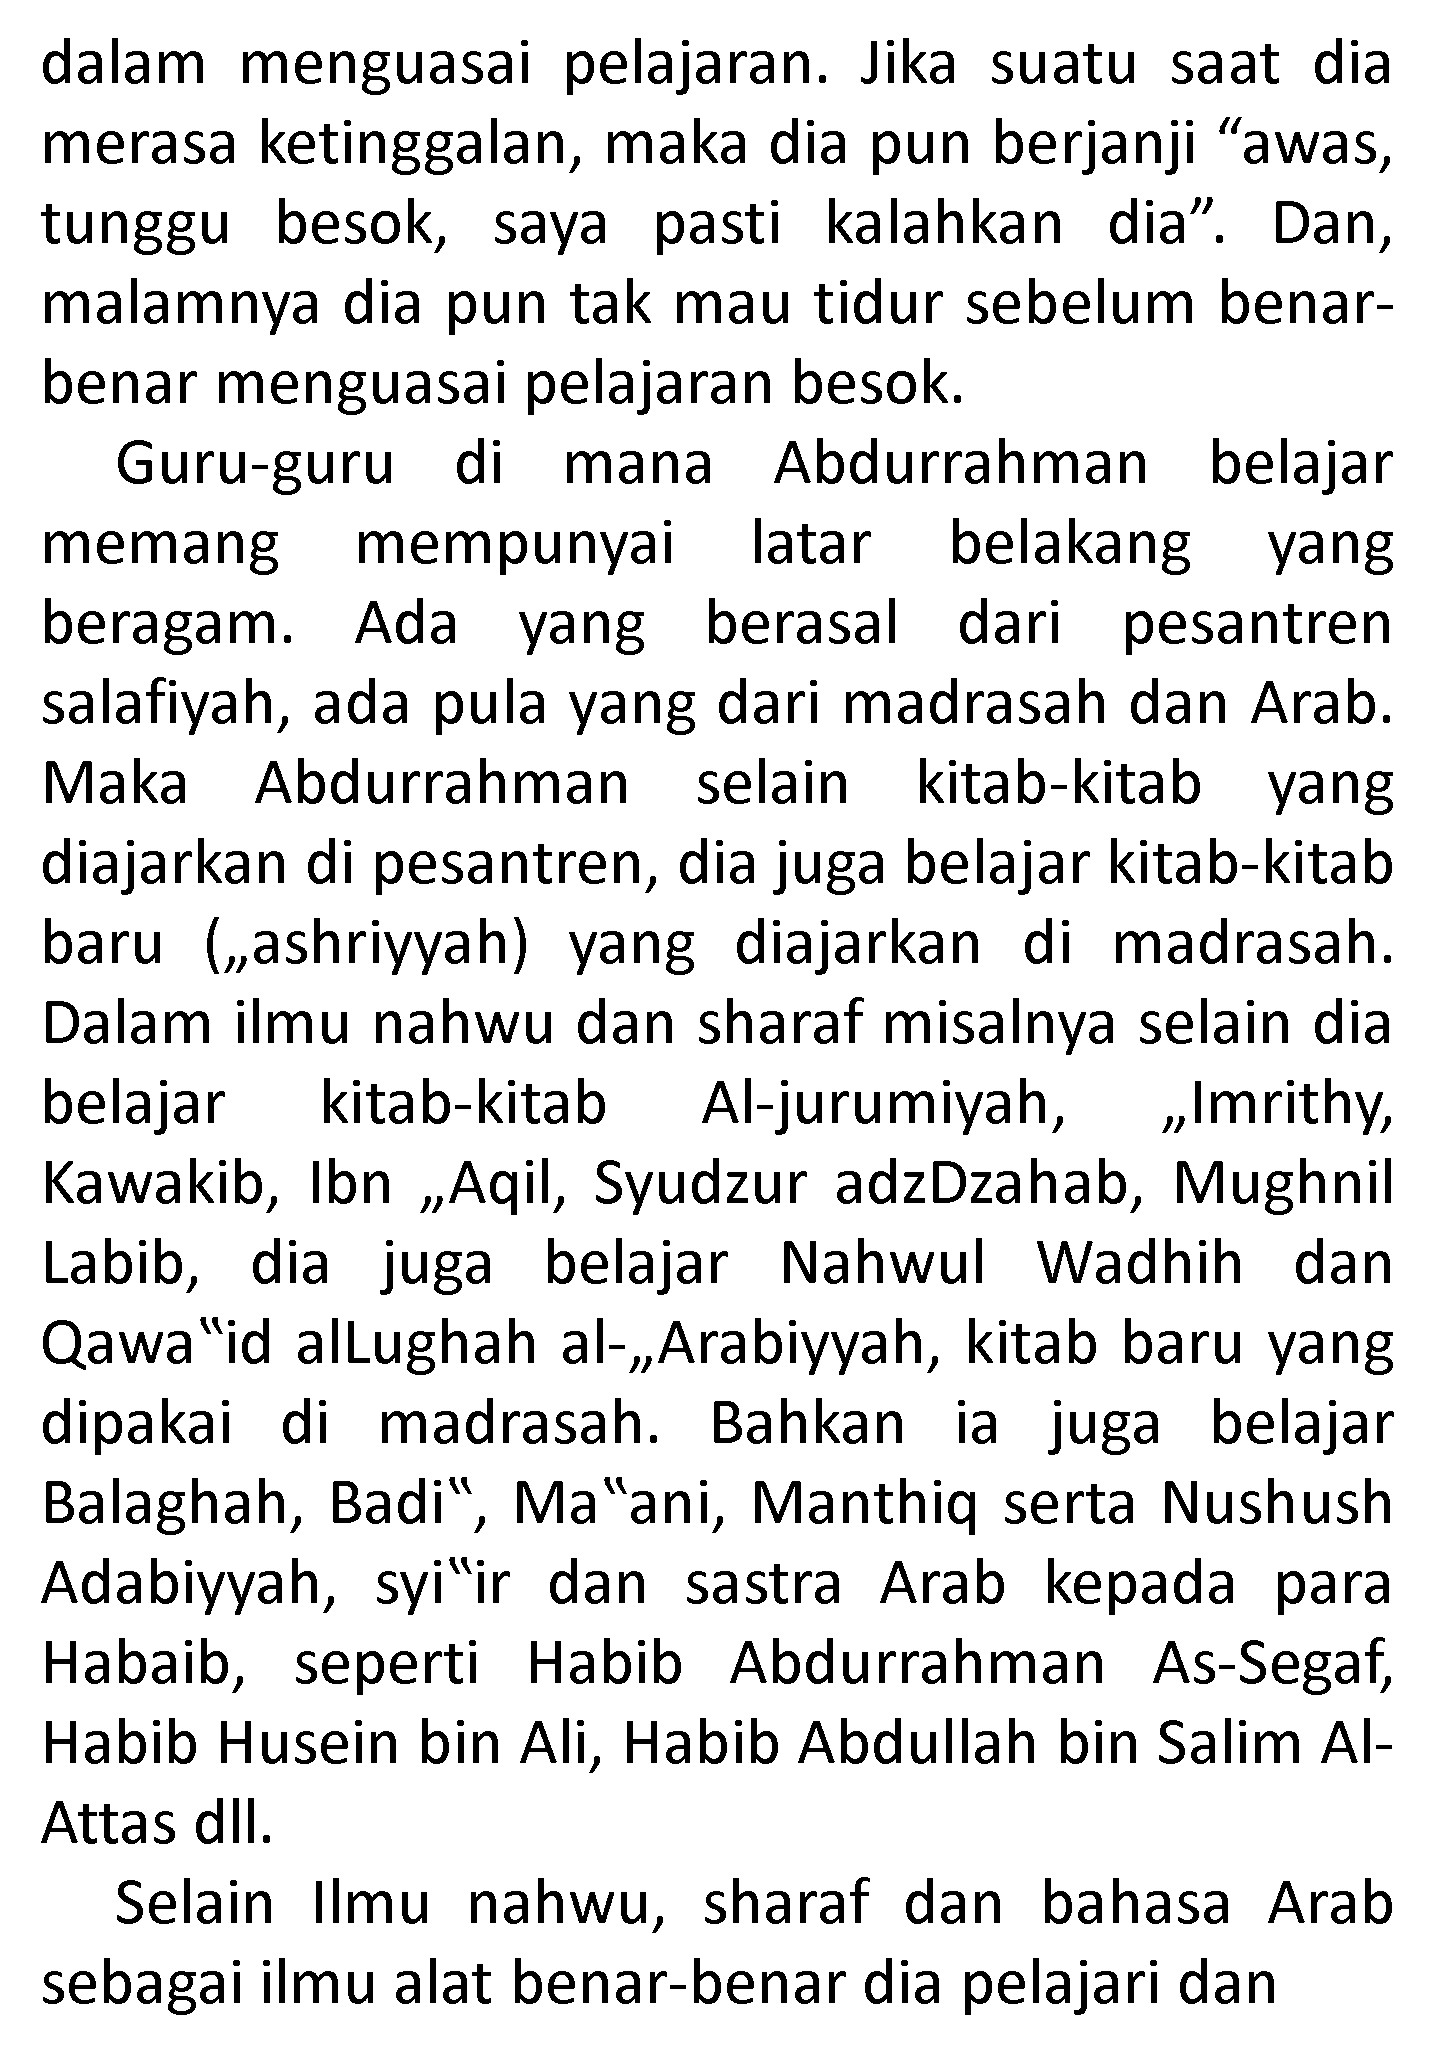 dalam menguasai pelajaran. Jika suatu saat dia
merasa ketinggalan, maka dia pun berjanji “awas,
tunggu besok, saya pasti kalahkan dia”. Dan,
malamnya dia pun tak mau tidur sebelum benar-
benar menguasai pelajaran besok.
Guru-guru di mana Abdurrahman belajar
memang mempunyai latar belakang yang
beragam. Ada yang berasal dari pesantren
salafiyah, ada pula yang dari madrasah dan Arab.
Maka Abdurrahman selain kitab-kitab yang
diajarkan di pesantren, dia juga belajar kitab-kitab
baru („ashriyyah) yang diajarkan di madrasah.
Dalam ilmu nahwu dan sharaf misalnya selain dia
belajar kitab-kitab Al-jurumiyah, „Imrithy,
Kawakib, Ibn „Aqil, Syudzur adzDzahab, Mughnil
Labib, dia juga belajar Nahwul Wadhih dan
Qawa‟id alLughah al-„Arabiyyah, kitab baru yang
dipakai di madrasah. Bahkan ia juga belajar
Balaghah, Badi‟, Ma‟ani, Manthiq serta Nushush
Adabiyyah, syi‟ir dan sastra Arab kepada para
Habaib, seperti Habib Abdurrahman As-Segaf,
Habib Husein bin Ali, Habib Abdullah bin Salim Al-
Attas dll.
Selain Ilmu nahwu, sharaf dan bahasa Arab
sebagai ilmu alat benar-benar dia pelajari dan